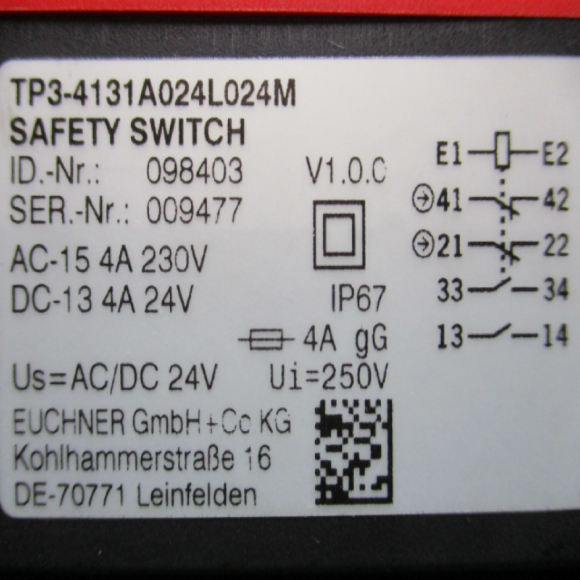 TP3-4131A024L024M
SAFETY SWITCH
ID.-Nr.: 098403 V1.0.0
SER.-Nr.: 009477
AC-15 4A 230V
DC-13 4A 24V IP67
4A gG
Us=AC/DC 24V Ui=250V
EUCHNER GmbH+Co KG
Kohlhammerstraße 16
DE-70771 Leinfelden
E1 E2
41 42
21 22
33 34
13 14